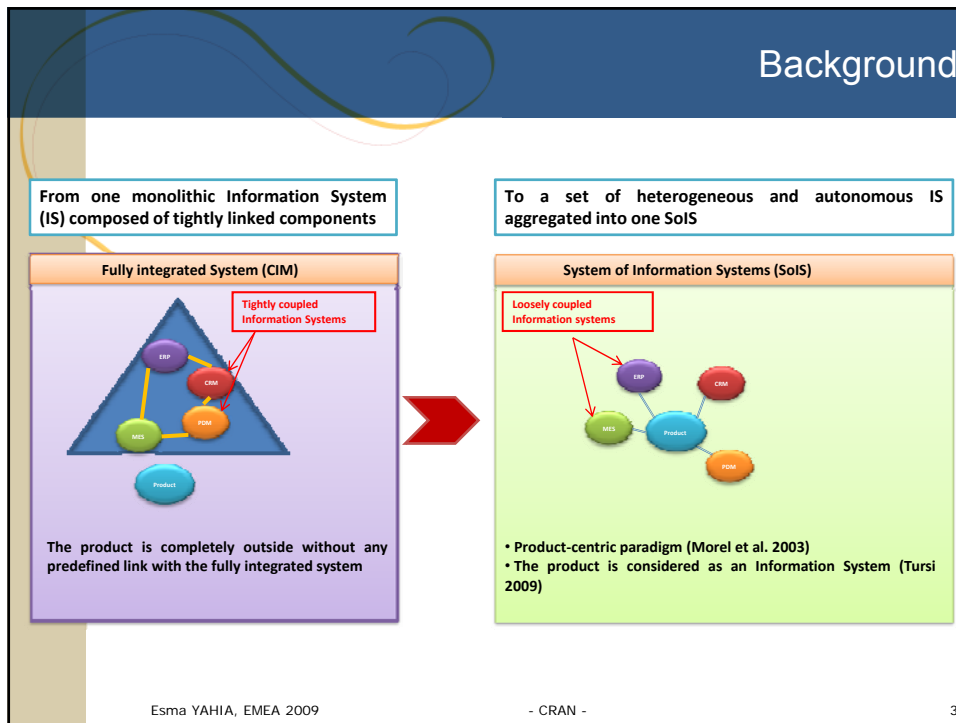 Background
From one monolithic Information System
(IS) composed of tightly linked components
Fully integrated System (CIM)
Tightly coupled
Information Systems
ERP
CRM
PDM
MES
Product
The product is completely outside without any
predefined link with the fully integrated system
To a set of heterogeneous and autonomous IS
aggregated into one SoIS
System of Information Systems (SoIS)
Loosely coupled
Information systems
ERP
CRM
MES
Product
PDM
• Product-centric paradigm (Morel et al. 2003)
• The product is considered as an Information System (Tursi
2009)
Esma YAHIA, EMEA 2009
- CRAN -
3